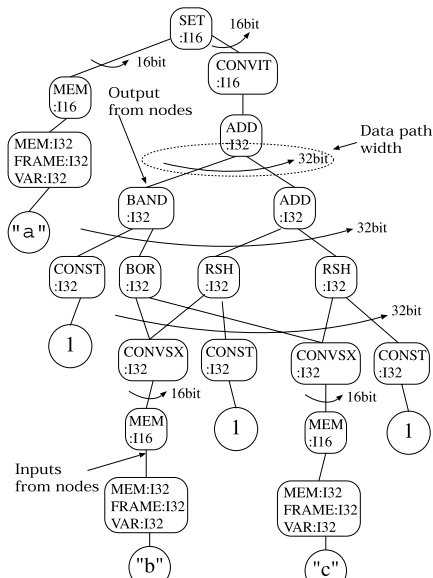 SET
:I16
16bit
16bit
MEM
:I16
CONVIT
:I16
Output
from nodes
ADD
:I32
Data path
width
32bit
MEM:I32
FRAME:I32
VAR:I32
"a"
BAND
:I32
ADD
:I32
32bit
CONST
:I32
BOR
:I32
RSH
:I32
RSH
:I32
32bit
1
CONVSX
:I32
CONST
:I32
CONVSX
:I32
CONST
:I32
16bit
16bit
1
1
MEM
:I16
MEM
:I16
Inputs
from nodes
MEM:I32
FRAME:I32
VAR:I32
MEM:I32
FRAME:I32
VAR:I32
"b"
"c"